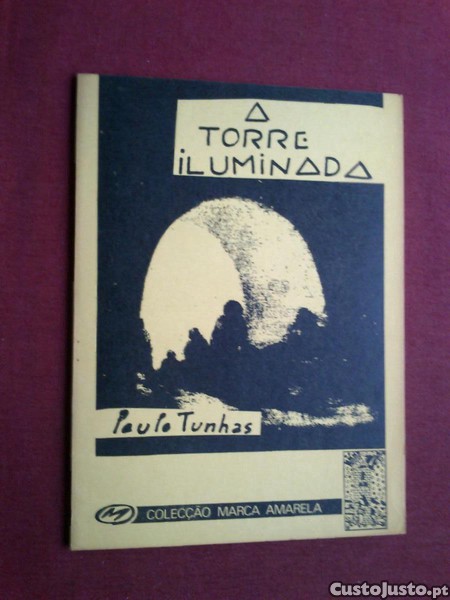 A
TORRE
iLUMiNADA
Paulo Tunhas
M COLECÇÃO MARCA AMARELA
CustoJusto.pt